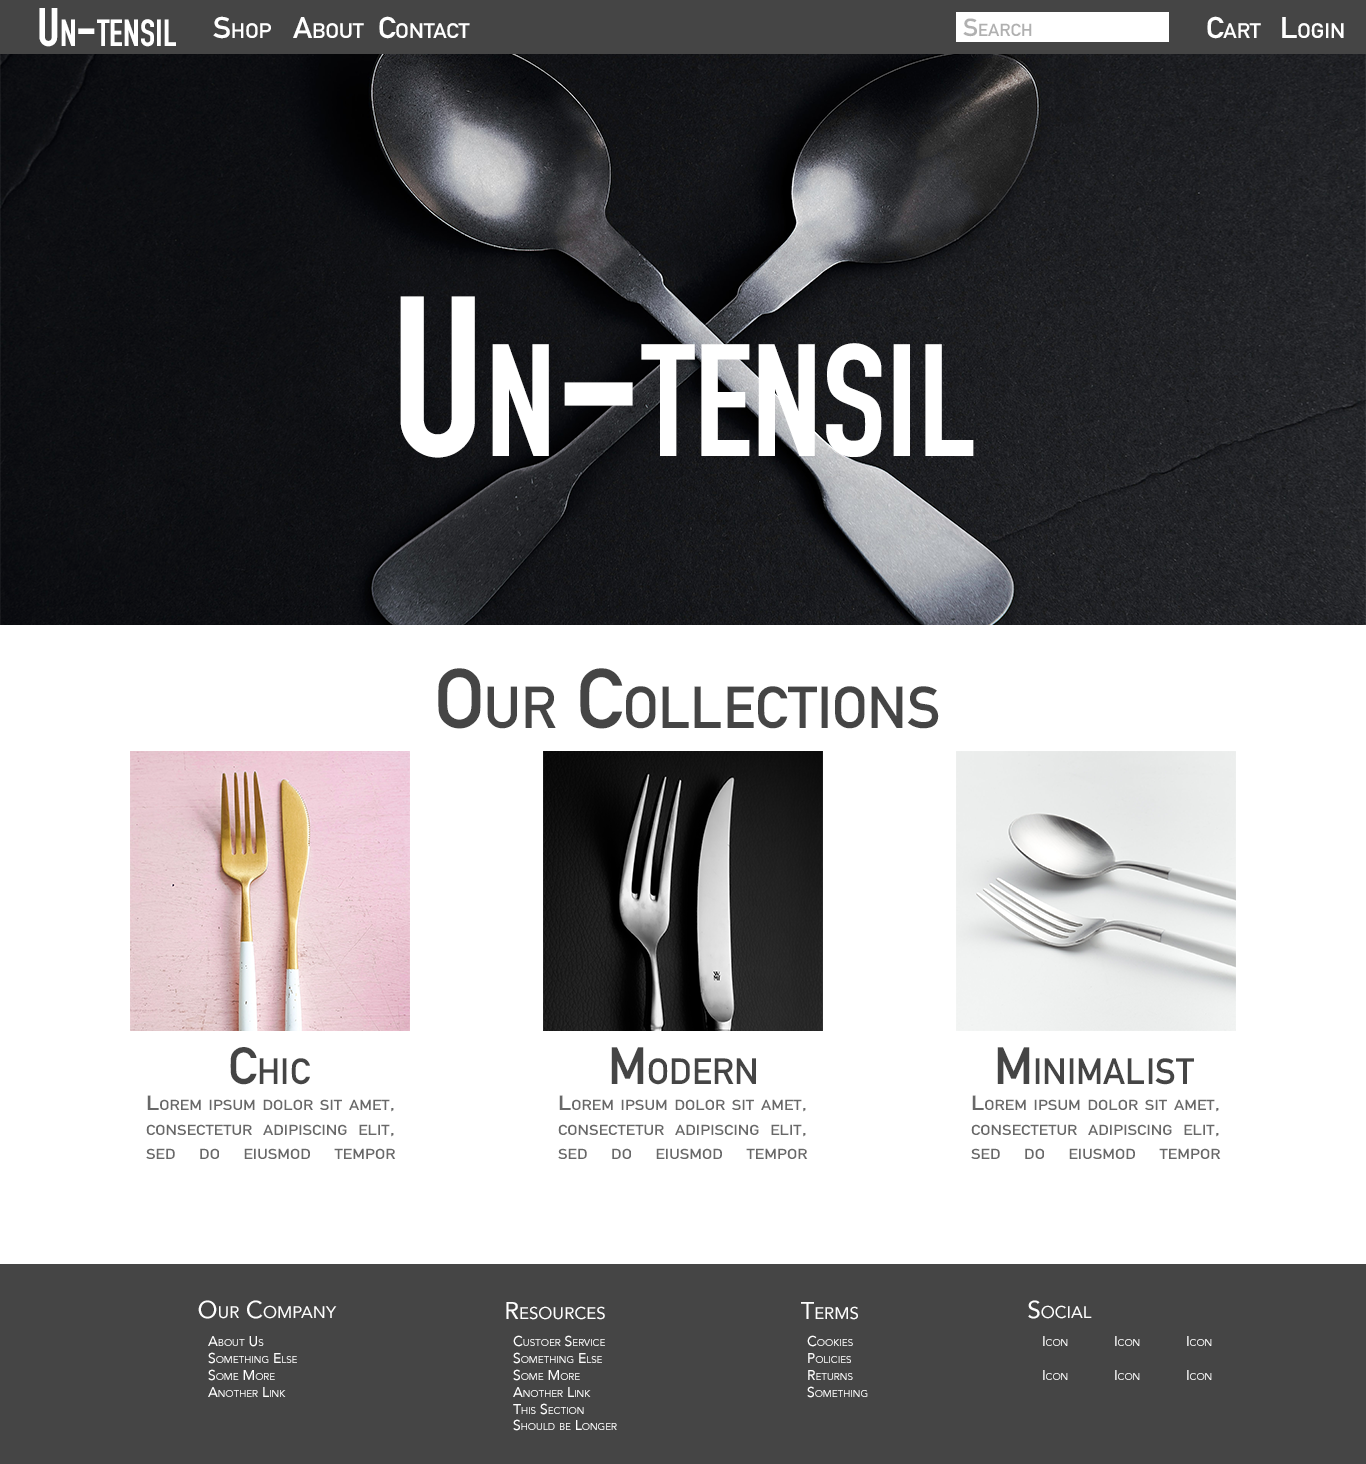 Un-tensil
Shop About Contact
Search
Cart Login
Un-tensil
Our Collections
Chic
Lorem ipsum dolor sit amet,
consectetur adipiscing elit,
sed do eiusmod tempor
Modern
Lorem ipsum dolor sit amet,
consectetur adipiscing elit,
sed do eiusmod tempor
Minimalist
Lorem ipsum dolor sit amet,
consectetur adipiscing elit,
sed do eiusmod tempor
Our Company
About Us
Something Else
Some More
Another Link
Resources
Custoer Service
Something Else
Some More
Another Link
This Section
Should be Longer
Terms
Cookies
Policies
Returns
Something
Social
Icon Icon Icon
Icon Icon Icon